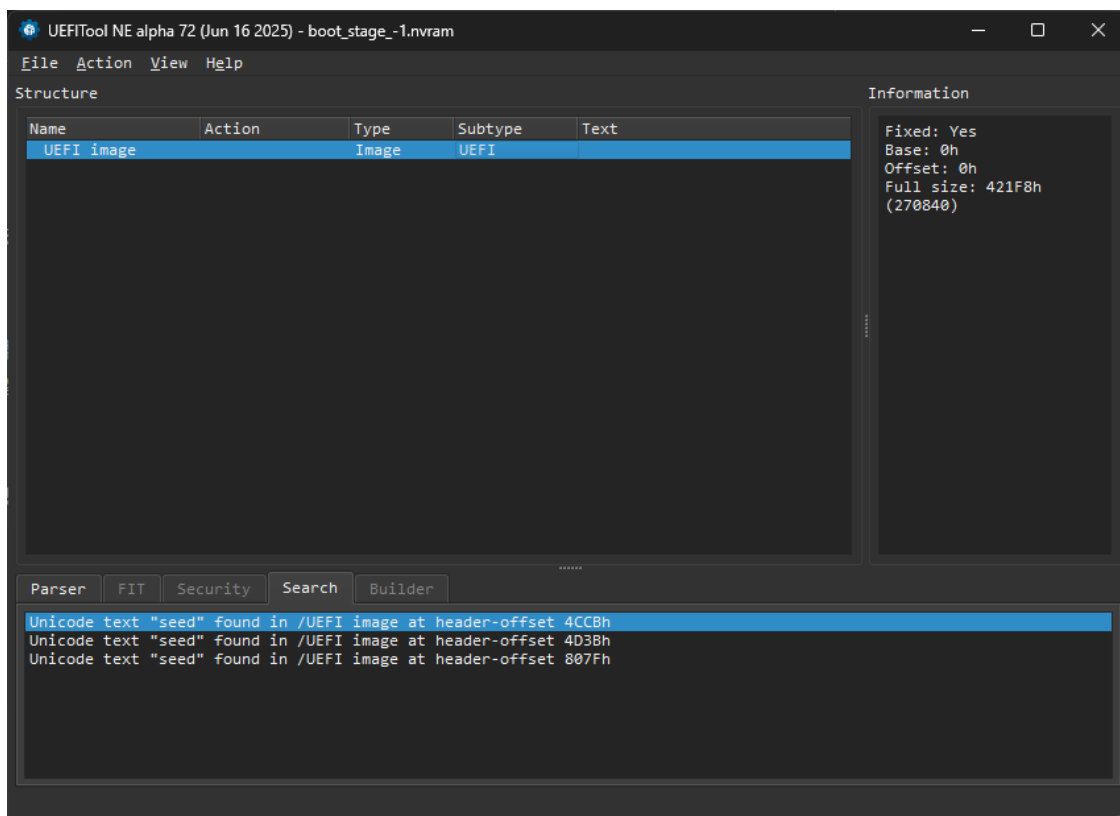 UEFITool NE alpha 72 (Jun 16 2025) - boot_stage_-1.nvram
File Action View Help
Structure
Name Action Type Subtype Text
UEFI image Image UEFI
Information
Fixed: Yes
Base: 0h
Offset: 0h
Full size: 421F8h
(270840)
Parser FIT Security Search Builder
Unicode text "seed" found in /UEFI image at header-offset 4CCBh
Unicode text "seed" found in /UEFI image at header-offset 4D3Bh
Unicode text "seed" found in /UEFI image at header-offset 807Fh